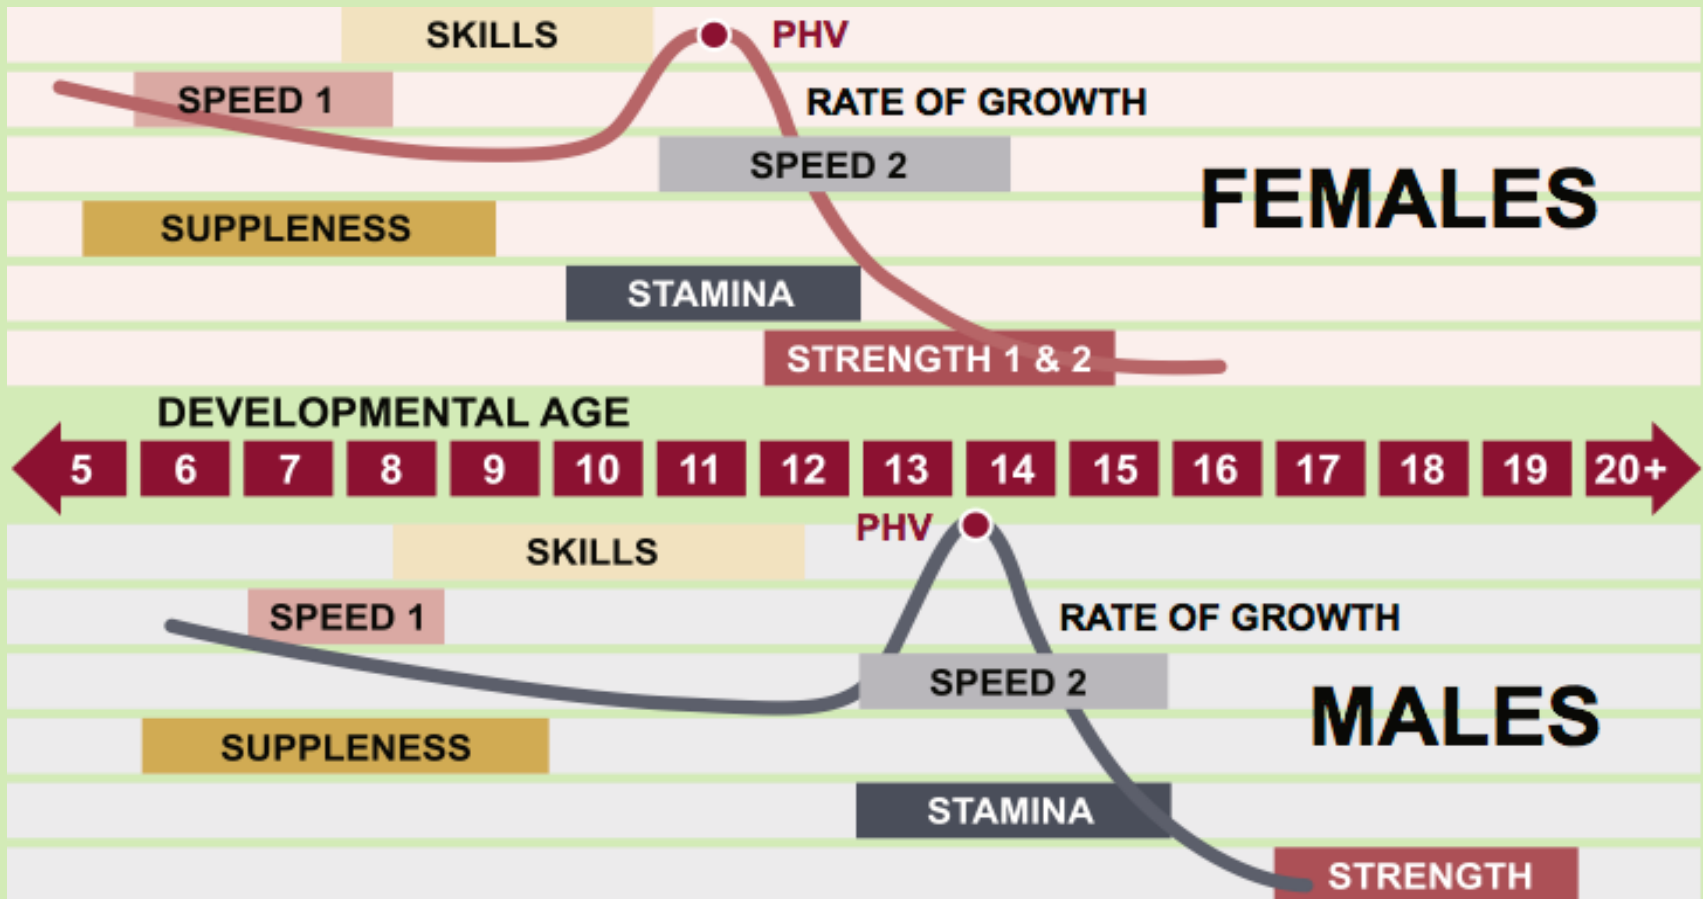 SKILLS
PHV
SPEED 1
RATE OF GROWTH
SPEED 2
FEMALES
SUPPLENESS
STAMINA
STRENGTH 1 & 2
DEVELOPMENTAL AGE
5 6 7 8 9 10 11 12 13 14 15 16 17 18 19 20+
PHV
SKILLS
SPEED 1
RATE OF GROWTH
SPEED 2
MALES
SUPPLENESS
STAMINA
STRENGTH